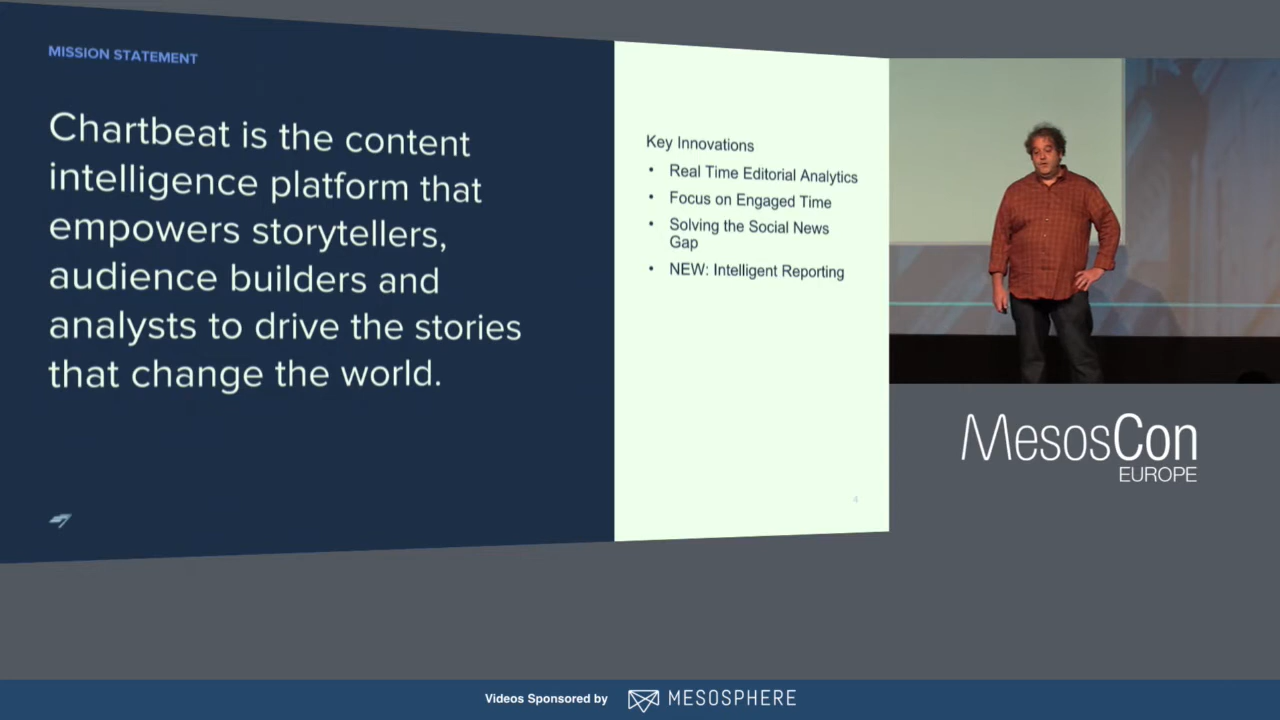 MISSION STATEMENT
Chartbeat is the content
intelligence platform that
empowers storytellers,
audience builders and
analysts to drive the stories
that change the world.
Key Innovations
• Real Time Editorial Analytics
• Focus on Engaged Time
• Solving the Social News
Gap
• NEW: Intelligent Reporting
4
MesosCon
EUROPE
Videos Sponsored by MESOSPHERE